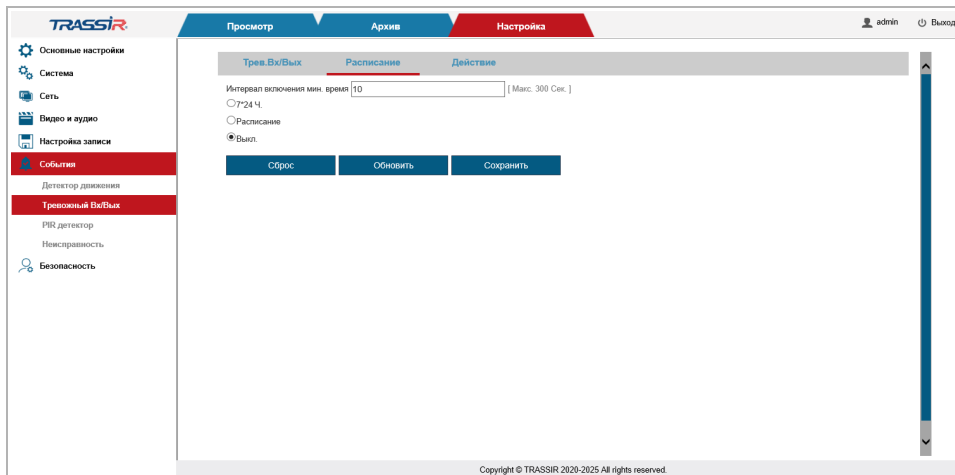 TRASSIR
Просмотр
Архив
Настройка
admin
Выход
Основные настройки
Система
Сеть
Видео и аудио
Настройка записи
События
Детектор движения
Тревожный Вх/Вых
PIR детектор
Неисправность
Безопасность
Трев.Вх/Вых
Расписание
Действие
Интервал включения мин. время 10 [ Макс. 300 Сек. ]
7*24 Ч.
Расписание
Выкл.
Сброс
Обновить
Сохранить
Copyright © TRASSIR 2020-2025 All rights reserved.